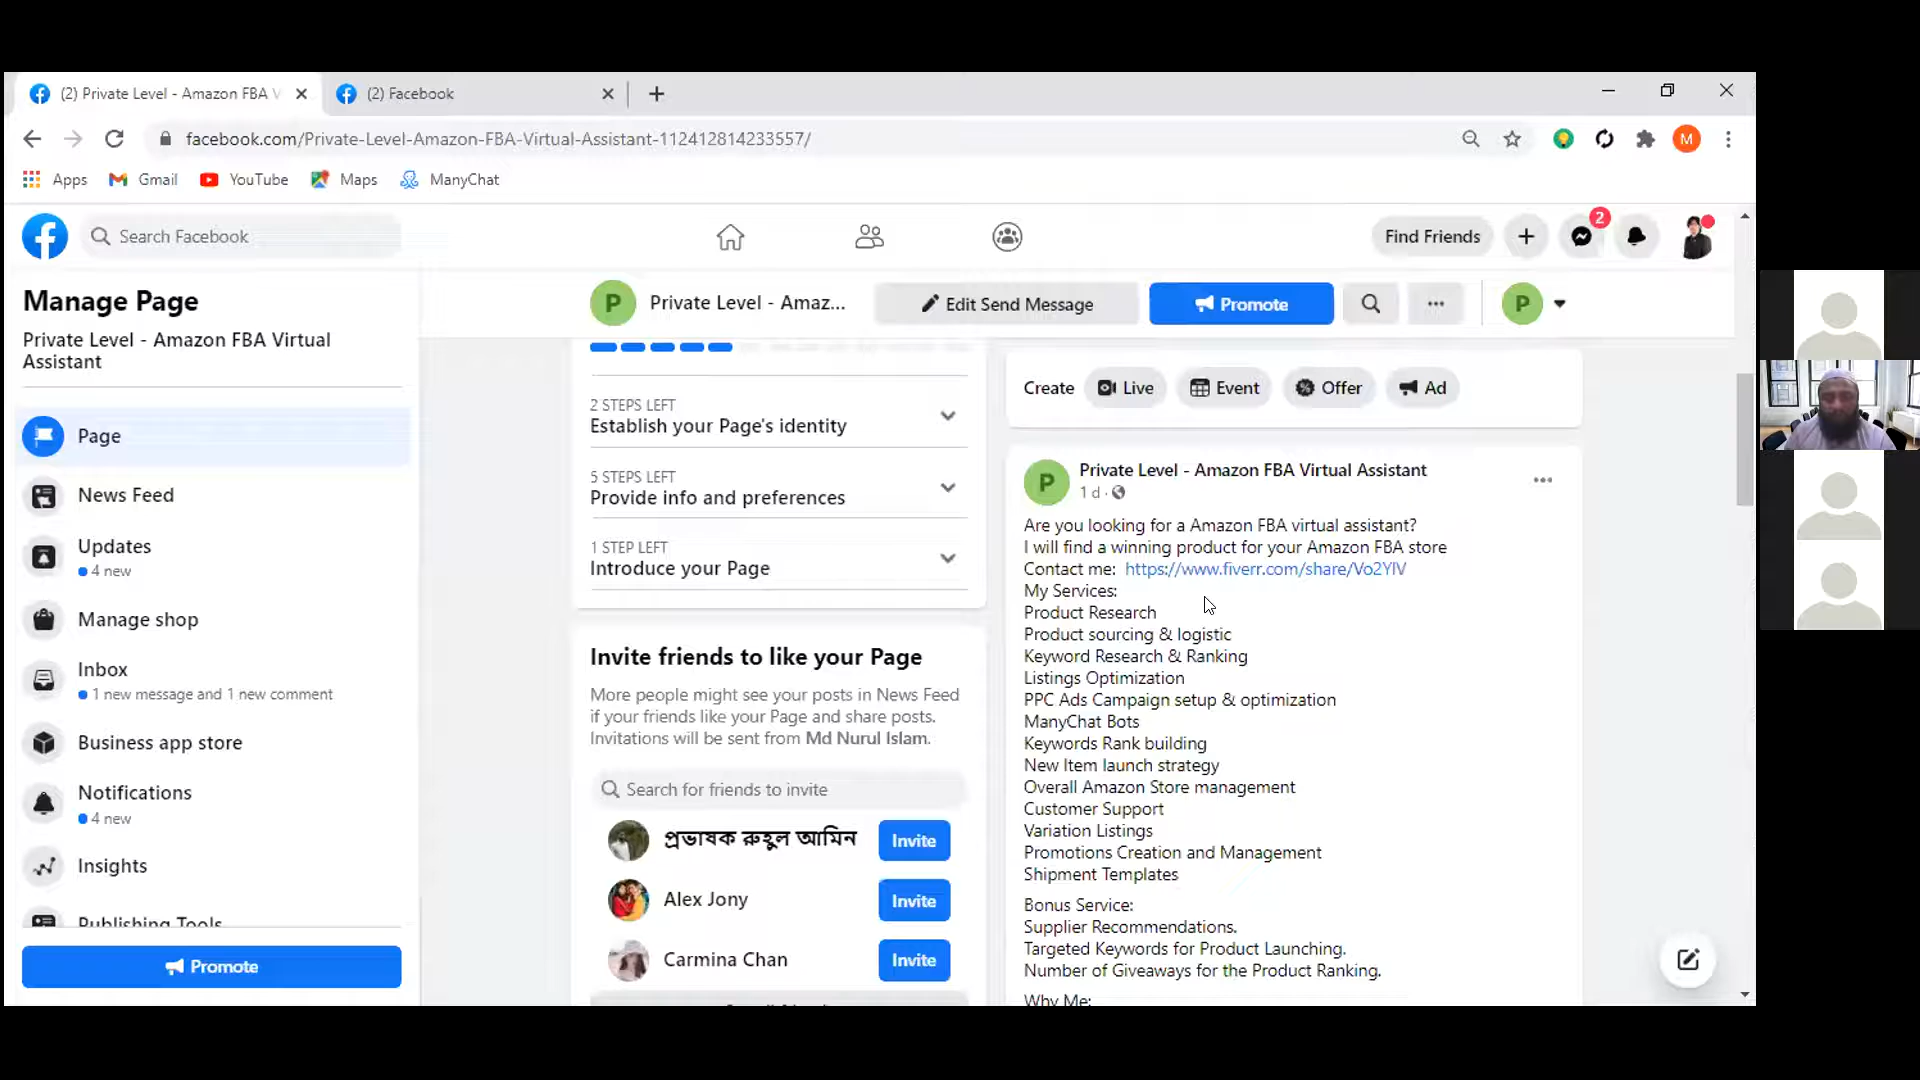 (2) Private Level - Amazon FBA V
(2) Facebook
facebook.com/Private-Level-Amazon-FBA-Virtual-Assistant-112412814233557/
M
Apps
Gmail
YouTube
Maps
ManyChat
Search Facebook
Find Friends
2
Manage Page
Private Level - Amazon FBA Virtual
Assistant
Page
News Feed
Updates
4 new
Manage shop
Inbox
1 new message and 1 new comment
Business app store
Notifications
4 new
Insights
Publishing Tools
Promote
P
Private Level - Amaz...
Edit Send Message
Promote
P
2 STEPS LEFT
Establish your Page's identity
5 STEPS LEFT
Provide info and preferences
1 STEP LEFT
Introduce your Page
Invite friends to like your Page
More people might see your posts in News Feed
if your friends like your Page and share posts.
Invitations will be sent from Md Nurul Islam.
Search for friends to invite
প্রভাষক রুহুল আমিন
Invite
Alex Jony
Invite
Carmina Chan
Invite
Create
Live
Event
Offer
Ad
P
Private Level - Amazon FBA Virtual Assistant
1 d ·
Are you looking for a Amazon FBA virtual assistant?
I will find a winning product for your Amazon FBA store
Contact me: https://www.fiverr.com/share/Vo2YlV
My Services:
Product Research
Product sourcing & logistic
Keyword Research & Ranking
Listings Optimization
PPC Ads Campaign setup & optimization
ManyChat Bots
Keywords Rank building
New Item launch strategy
Overall Amazon Store management
Customer Support
Variation Listings
Promotions Creation and Management
Shipment Templates
Bonus Service:
Supplier Recommendations.
Targeted Keywords for Product Launching.
Number of Giveaways for the Product Ranking.
Why Me: